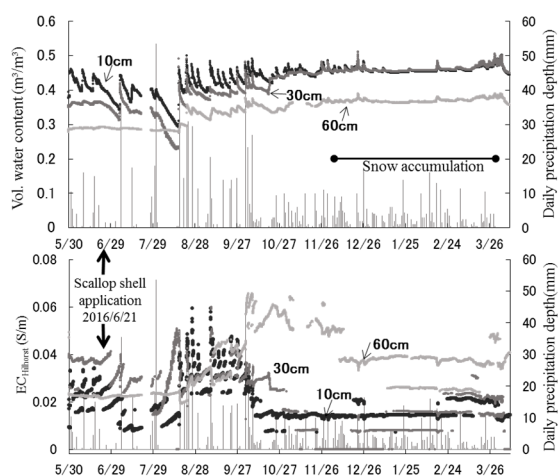 0.6
0.5
0.4
0.3
0.2
0.1
0
Vol. water content (m³/m³)
60
50
40
30
20
10
0
Daily precipitation depth(mm)
10cm
30cm
60cm
Snow accumulation
5/30 6/29 7/29 8/28 9/27 10/27 11/26 12/26 1/25 2/24 3/26
0.08
0.06
0.04
0.02
0
EC Hilhorst (S/m)
60
50
40
30
20
10
0
Daily precipitation depth(mm)
Scallop shell
application
2016/6/21
60cm
30cm
10cm
5/30 6/29 7/29 8/28 9/27 10/27 11/26 12/26 1/25 2/24 3/26